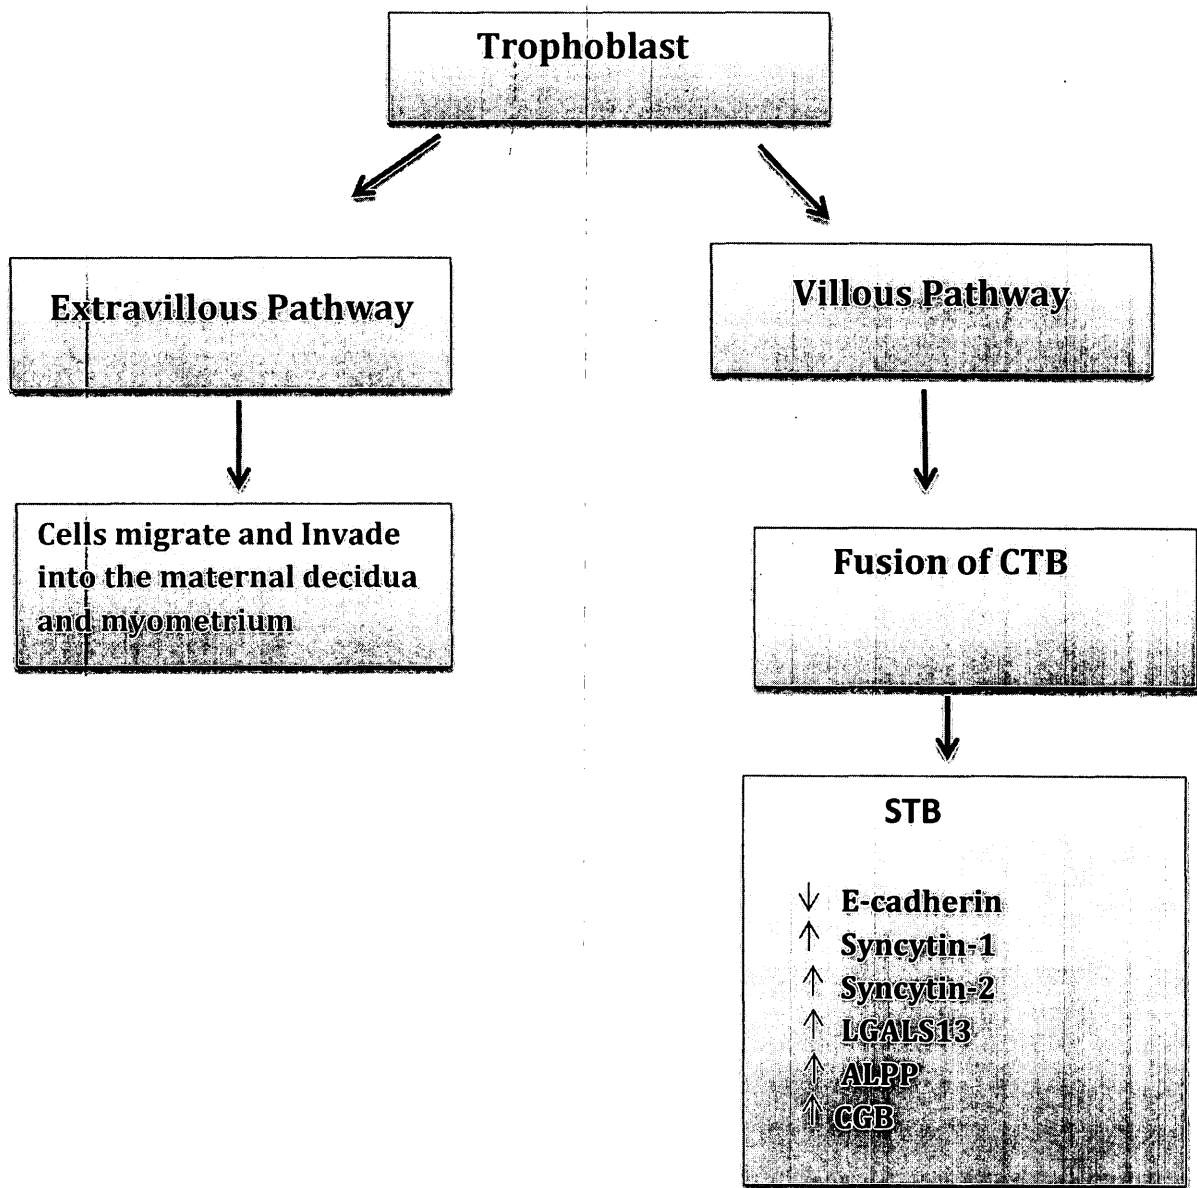 Trophoblast
Extravillous Pathway
Villous Pathway
Cells migrate and Invade
into the maternal decidua
and myometrium
Fusion of CTB
STB
↓ E-cadherin
↑ Syncytin-1
↑ Syncytin-2
↑ LGALS13
↑ ALPP
↑ CGB